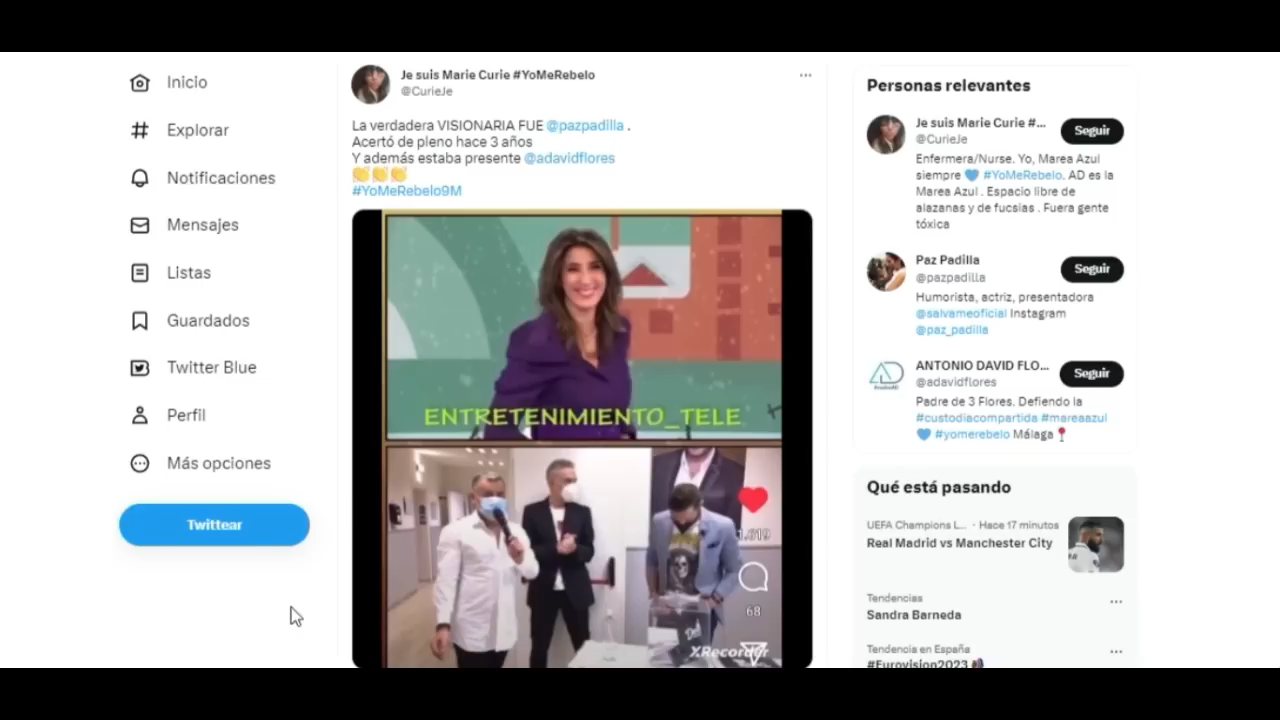 Inicio
Explorar
Notificaciones
Mensajes
Listas
Guardados
Twitter Blue
Perfil
Más opciones
Twittear
Je suis Marie Curie #YoMeRebelo
@CurieJe
La verdadera VISIONARIA FUE @pazpadilla .
Acertó de pleno hace 3 años
Y además estaba presente @adavidflores
👏👏👏
#YoMeRebelo9M
ENTRETENIMIENTO_TELE
1.619
68
XRecorder
Personas relevantes
Je suis Marie Curie #...
@CurieJe
Seguir
Enfermera/Nurse. Yo, Marea Azul
siempre 💙 #YoMeRebelo. AD es la
Marea Azul . Espacio libre de
alazanas y de fucsias . Fuera gente
tóxica
Paz Padilla
@pazpadilla
Seguir
Humorista, actriz, presentadora
@salvameoficial Instagram
@paz_padilla
ANTONIO DAVID FLO...
@adavidflores
Seguir
Padre de 3 Flores. Defiendo la
#custodiacompartida #mareaazul
💙 #yomerebelo Málaga📍
Qué está pasando
UEFA Champions L... · Hace 17 minutos
Real Madrid vs Manchester City
Tendencias
Sandra Barneda
Tendencia en España
#Eurovision2023